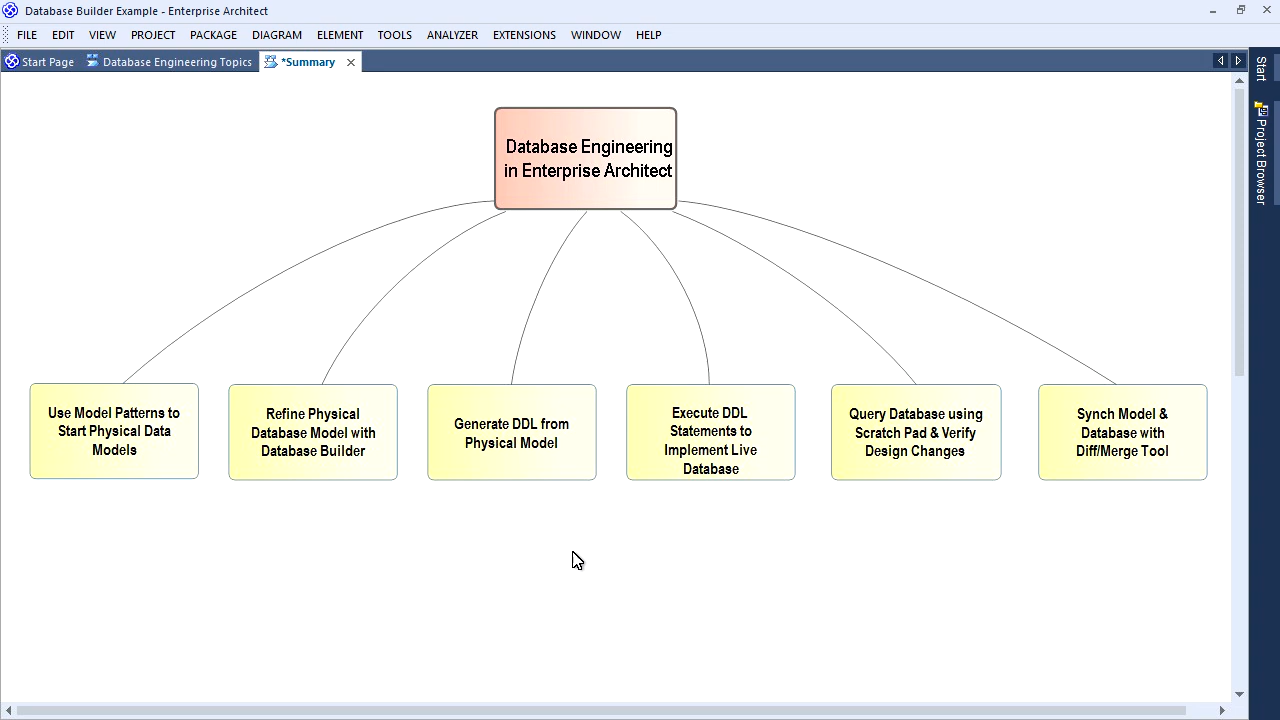 Database Builder Example - Enterprise Architect
FILE EDIT VIEW PROJECT PACKAGE DIAGRAM ELEMENT TOOLS ANALYZER EXTENSIONS WINDOW HELP
Start Page Database Engineering Topics *Summary
Start
Project Browser
Database Engineering
in Enterprise Architect
Use Model Patterns to
Start Physical Data
Models
Refine Physical
Database Model with
Database Builder
Generate DDL from
Physical Model
Execute DDL
Statements to
Implement Live
Database
Query Database using
Scratch Pad & Verify
Design Changes
Synch Model &
Database with
Diff/Merge Tool